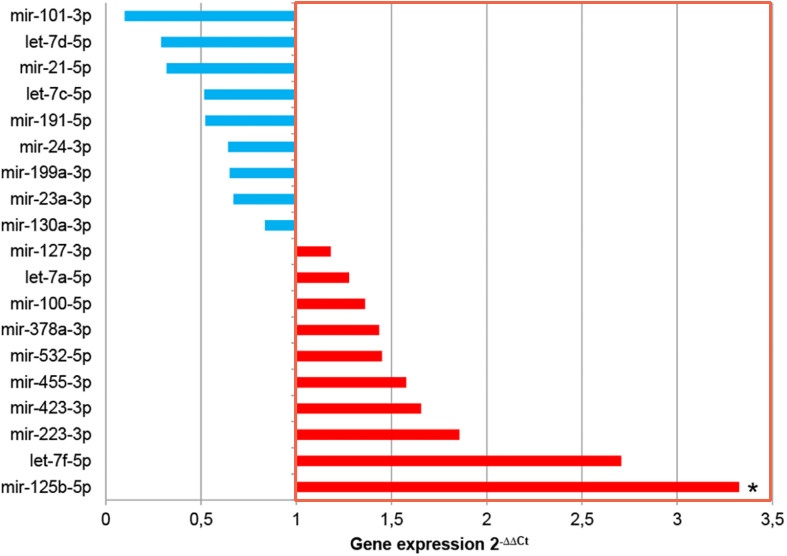 mir-101-3p
let-7d-5p
mir-21-5p
let-7c-5p
mir-191-5p
mir-24-3p
mir-199a-3p
mir-23a-3p
mir-130a-3p
mir-127-3p
let-7a-5p
mir-100-5p
mir-378a-3p
mir-532-5p
mir-455-3p
mir-423-3p
mir-223-3p
let-7f-5p
mir-125b-5p *
0 0,5 1 1,5 2 2,5 3 3,5
Gene expression 2-ΔΔCt